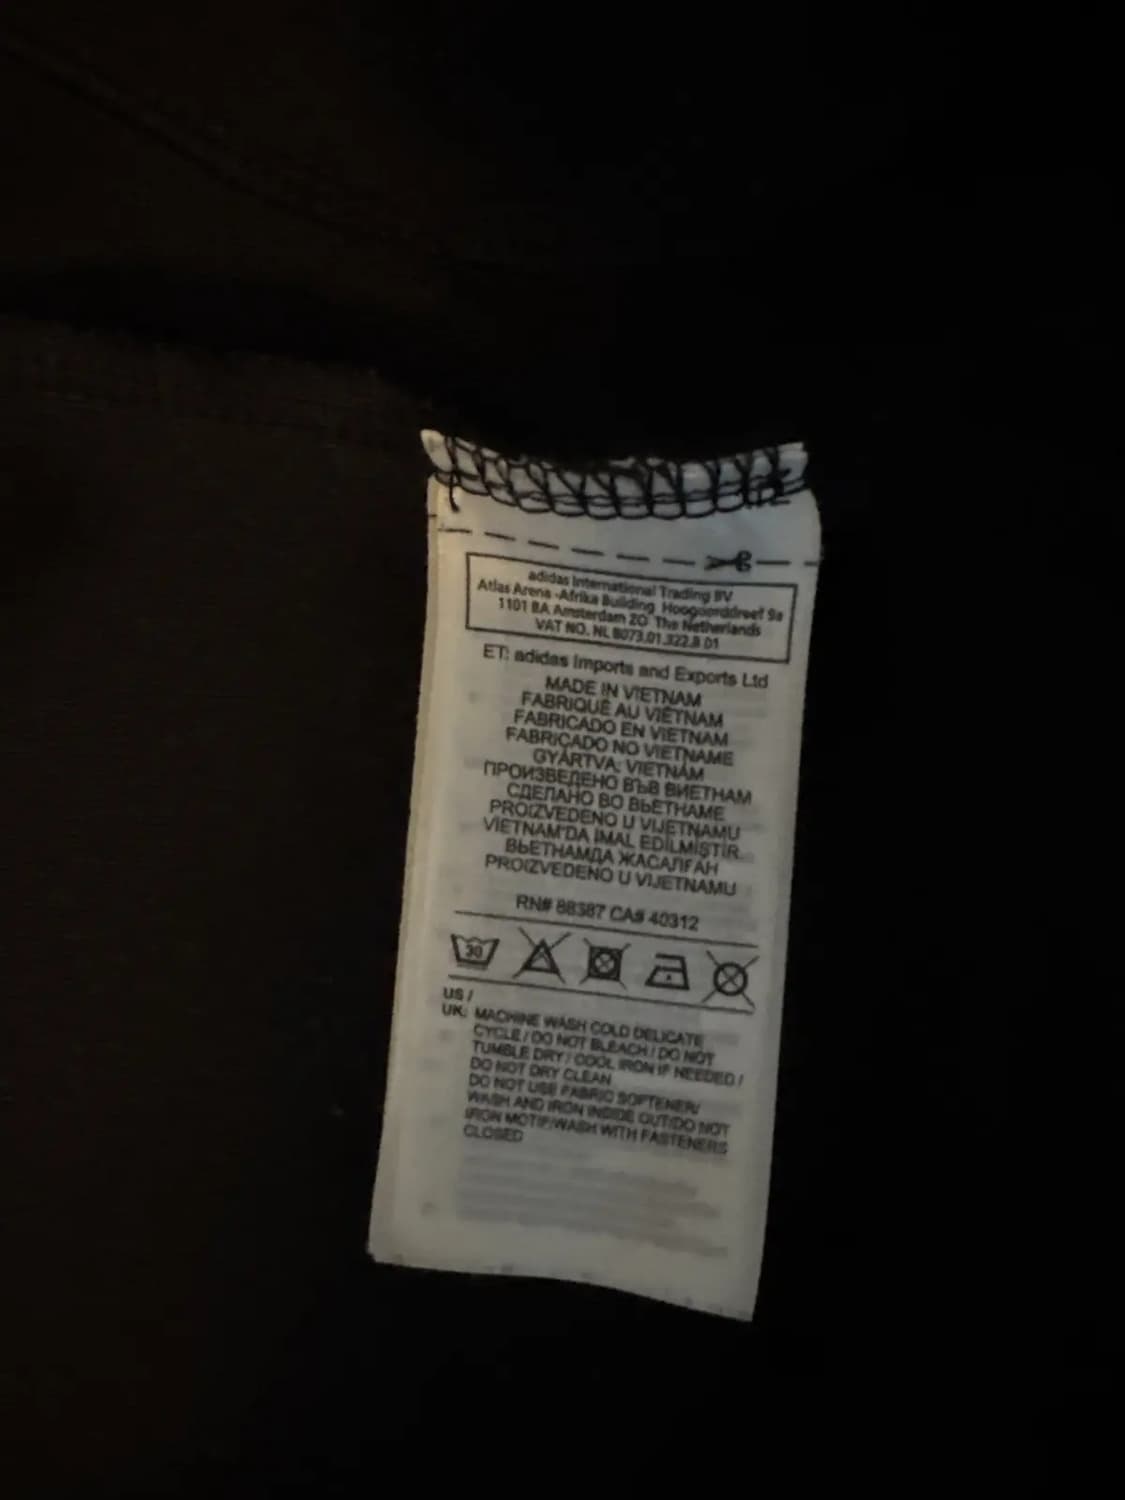 adidas International Trading BV
Atlas Arena -Afrika Building Hoogoorddreef 9a
1101 BA Amsterdam ZO The Netherlands
VAT NO. NL 8073.01.322.B 01
ET: adidas Imports and Exports Ltd
MADE IN VIETNAM
FABRIQUÉ AU VIÊTNAM
FABRICADO EN VIETNAM
FABRICADO NO VIETNAME
GYÁRTVA: VIETNÁM
ПРОИЗВЕДЕНО ВЪВ ВИЕТНАМ
СДЕЛАНО ВО ВЬЕТНАМЕ
PROIZVEDENO U VIJETNAMU
VIETNAM'DA İMAL EDİLMİŞTİR
ВЬЕТНАМДА ЖАСАЛҒАН
PROIZVEDENO U VIJETNAMU
RN# 88387 CA# 40312
30
US /
UK: MACHINE WASH COLD DELICATE
CYCLE / DO NOT BLEACH / DO NOT
TUMBLE DRY / COOL IRON IF NEEDED /
DO NOT DRY CLEAN
DO NOT USE FABRIC SOFTENER/
WASH AND IRON INSIDE OUT/DO NOT
IRON MOTIF/WASH WITH FASTENERS
CLOSED